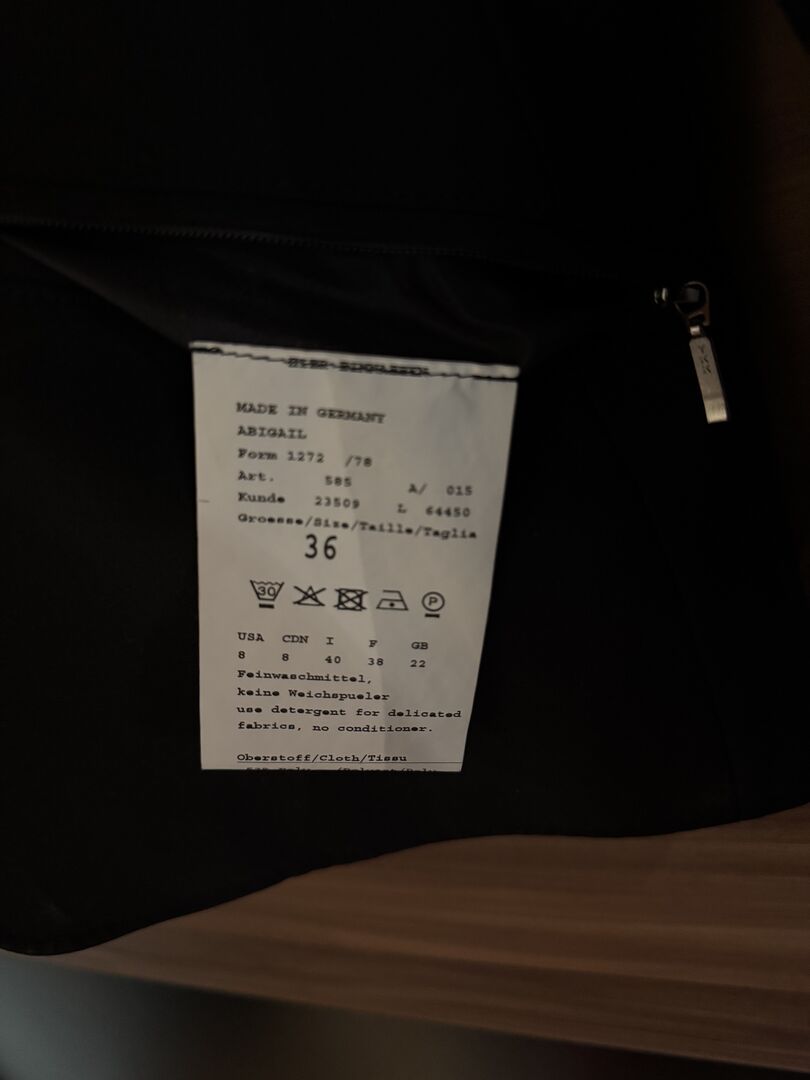 MADE IN GERMANY
ABIGAIL
Form 1272 /78
Art. 585 A/ 015
Kunde 23509 L 64450
Groesse/Size/Taille/Taglia
36
30 P
USA CDN I F GB
8 8 40 38 22
Feinwaschmittel,
keine Weichspueler
use detergent for delicated
fabrics, no conditioner.
Oberstoff/Cloth/Tissu
YKK